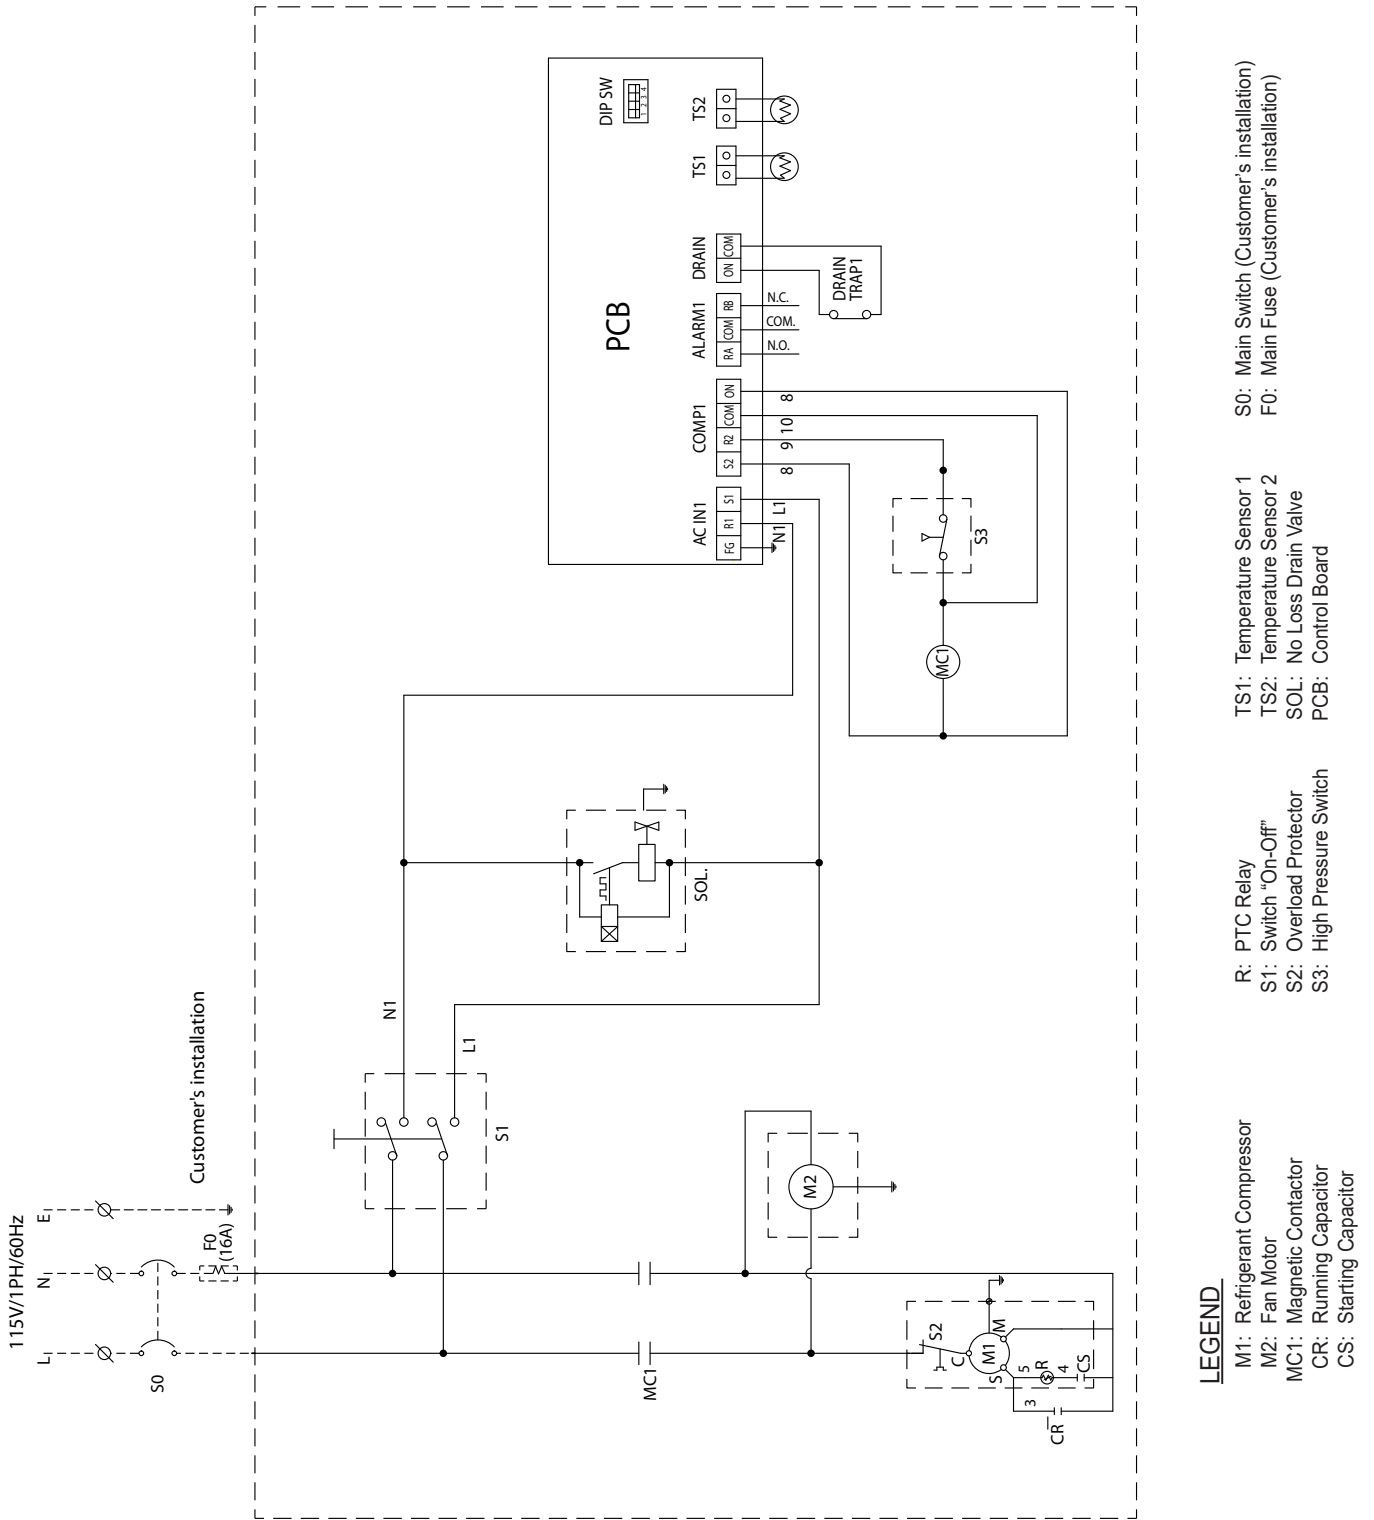 115V/1PH/60Hz
L
N
E
S0
F0
(16A)
Customer's installation
S1
N1
L1
SOL.
MC1
M2
S2
C
M1
M
S
5
R
4
CS
3
CR
PCB
DIP SW
1 2 3 4
AC IN1
FG R1 S1
N1
L1
COMP1
S2 R2 COM ON
8
9
10
8
ALARM1
RA COM RB
N.O.
COM.
N.C.
DRAIN
ON COM
DRAIN
TRAP1
TS1
TS2
S3
MC1
LEGEND
M1: Refrigerant Compressor
M2: Fan Motor
MC1: Magnetic Contactor
CR: Running Capacitor
CS: Starting Capacitor
R: PTC Relay
S1: Switch “On-Off”
S2: Overload Protector
S3: High Pressure Switch
TS1: Temperature Sensor 1
TS2: Temperature Sensor 2
SOL: No Loss Drain Valve
PCB: Control Board
S0: Main Switch (Customer's installation)
F0: Main Fuse (Customer's installation)